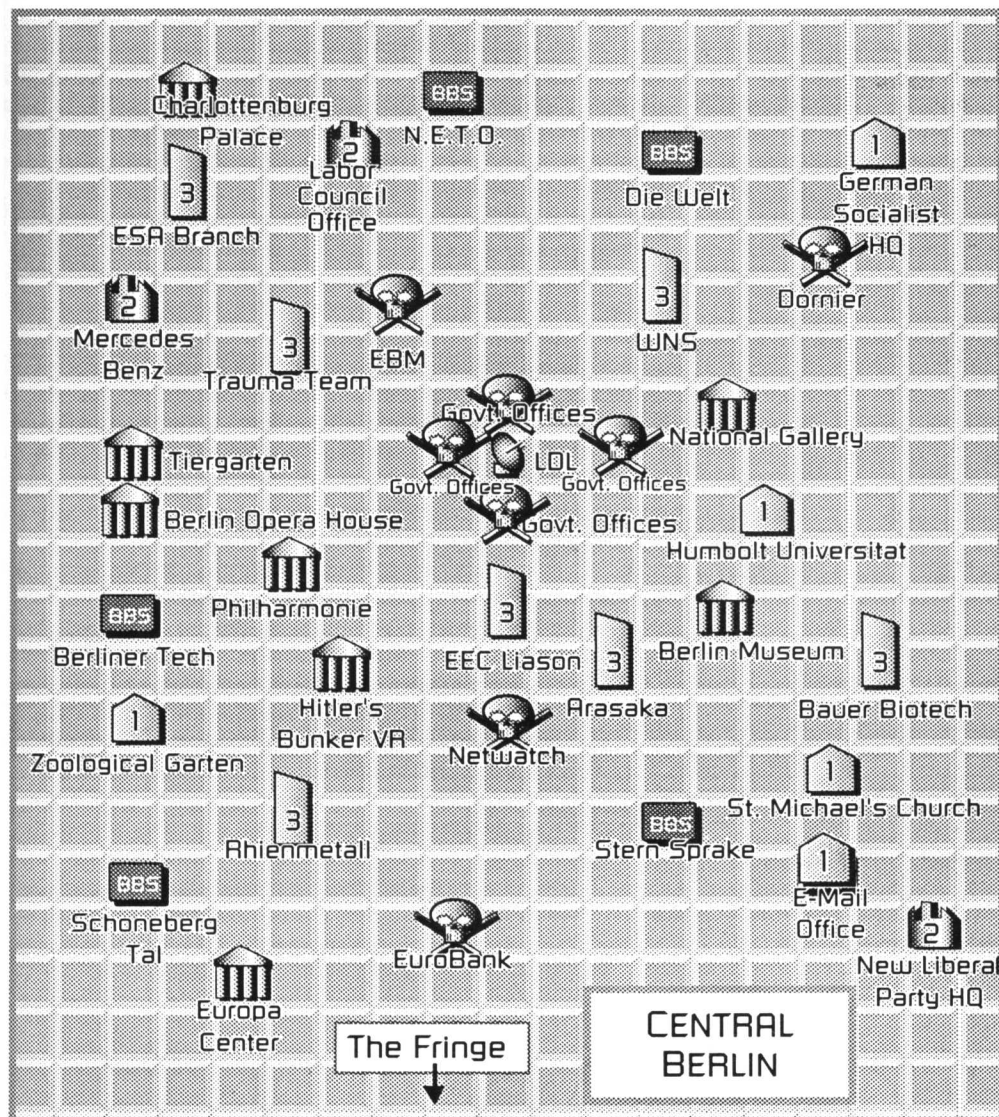 Charlottenburg
Palace
BBS
N.E.T.O.
2
Labor
Council
Office
BBS
Die Welt
1
German
Socialist
HQ
3
ESA Branch
Dornier
2
Mercedes
Benz
3
Trauma Team
EBM
3
WNS
Govt. Offices
National Gallery
Tiergarten
Govt. Offices
LDL
Govt. Offices
Berlin Opera House
Govt. Offices
1
Humbolt Universitat
Philharmonie
3
EEC Liason
BBS
Berliner Tech
3
Arasaka
Berlin Museum
3
Bauer Biotech
Hitler's
Bunker VR
1
Zoological Garten
Netwatch
1
St. Michael's Church
3
Rhienmetall
BBS
Stern Sprake
1
E-Mail
Office
BBS
Schoneberg
Tal
EuroBank
2
New Liberal
Party HQ
Europa
Center
The Fringe
CENTRAL
BERLIN